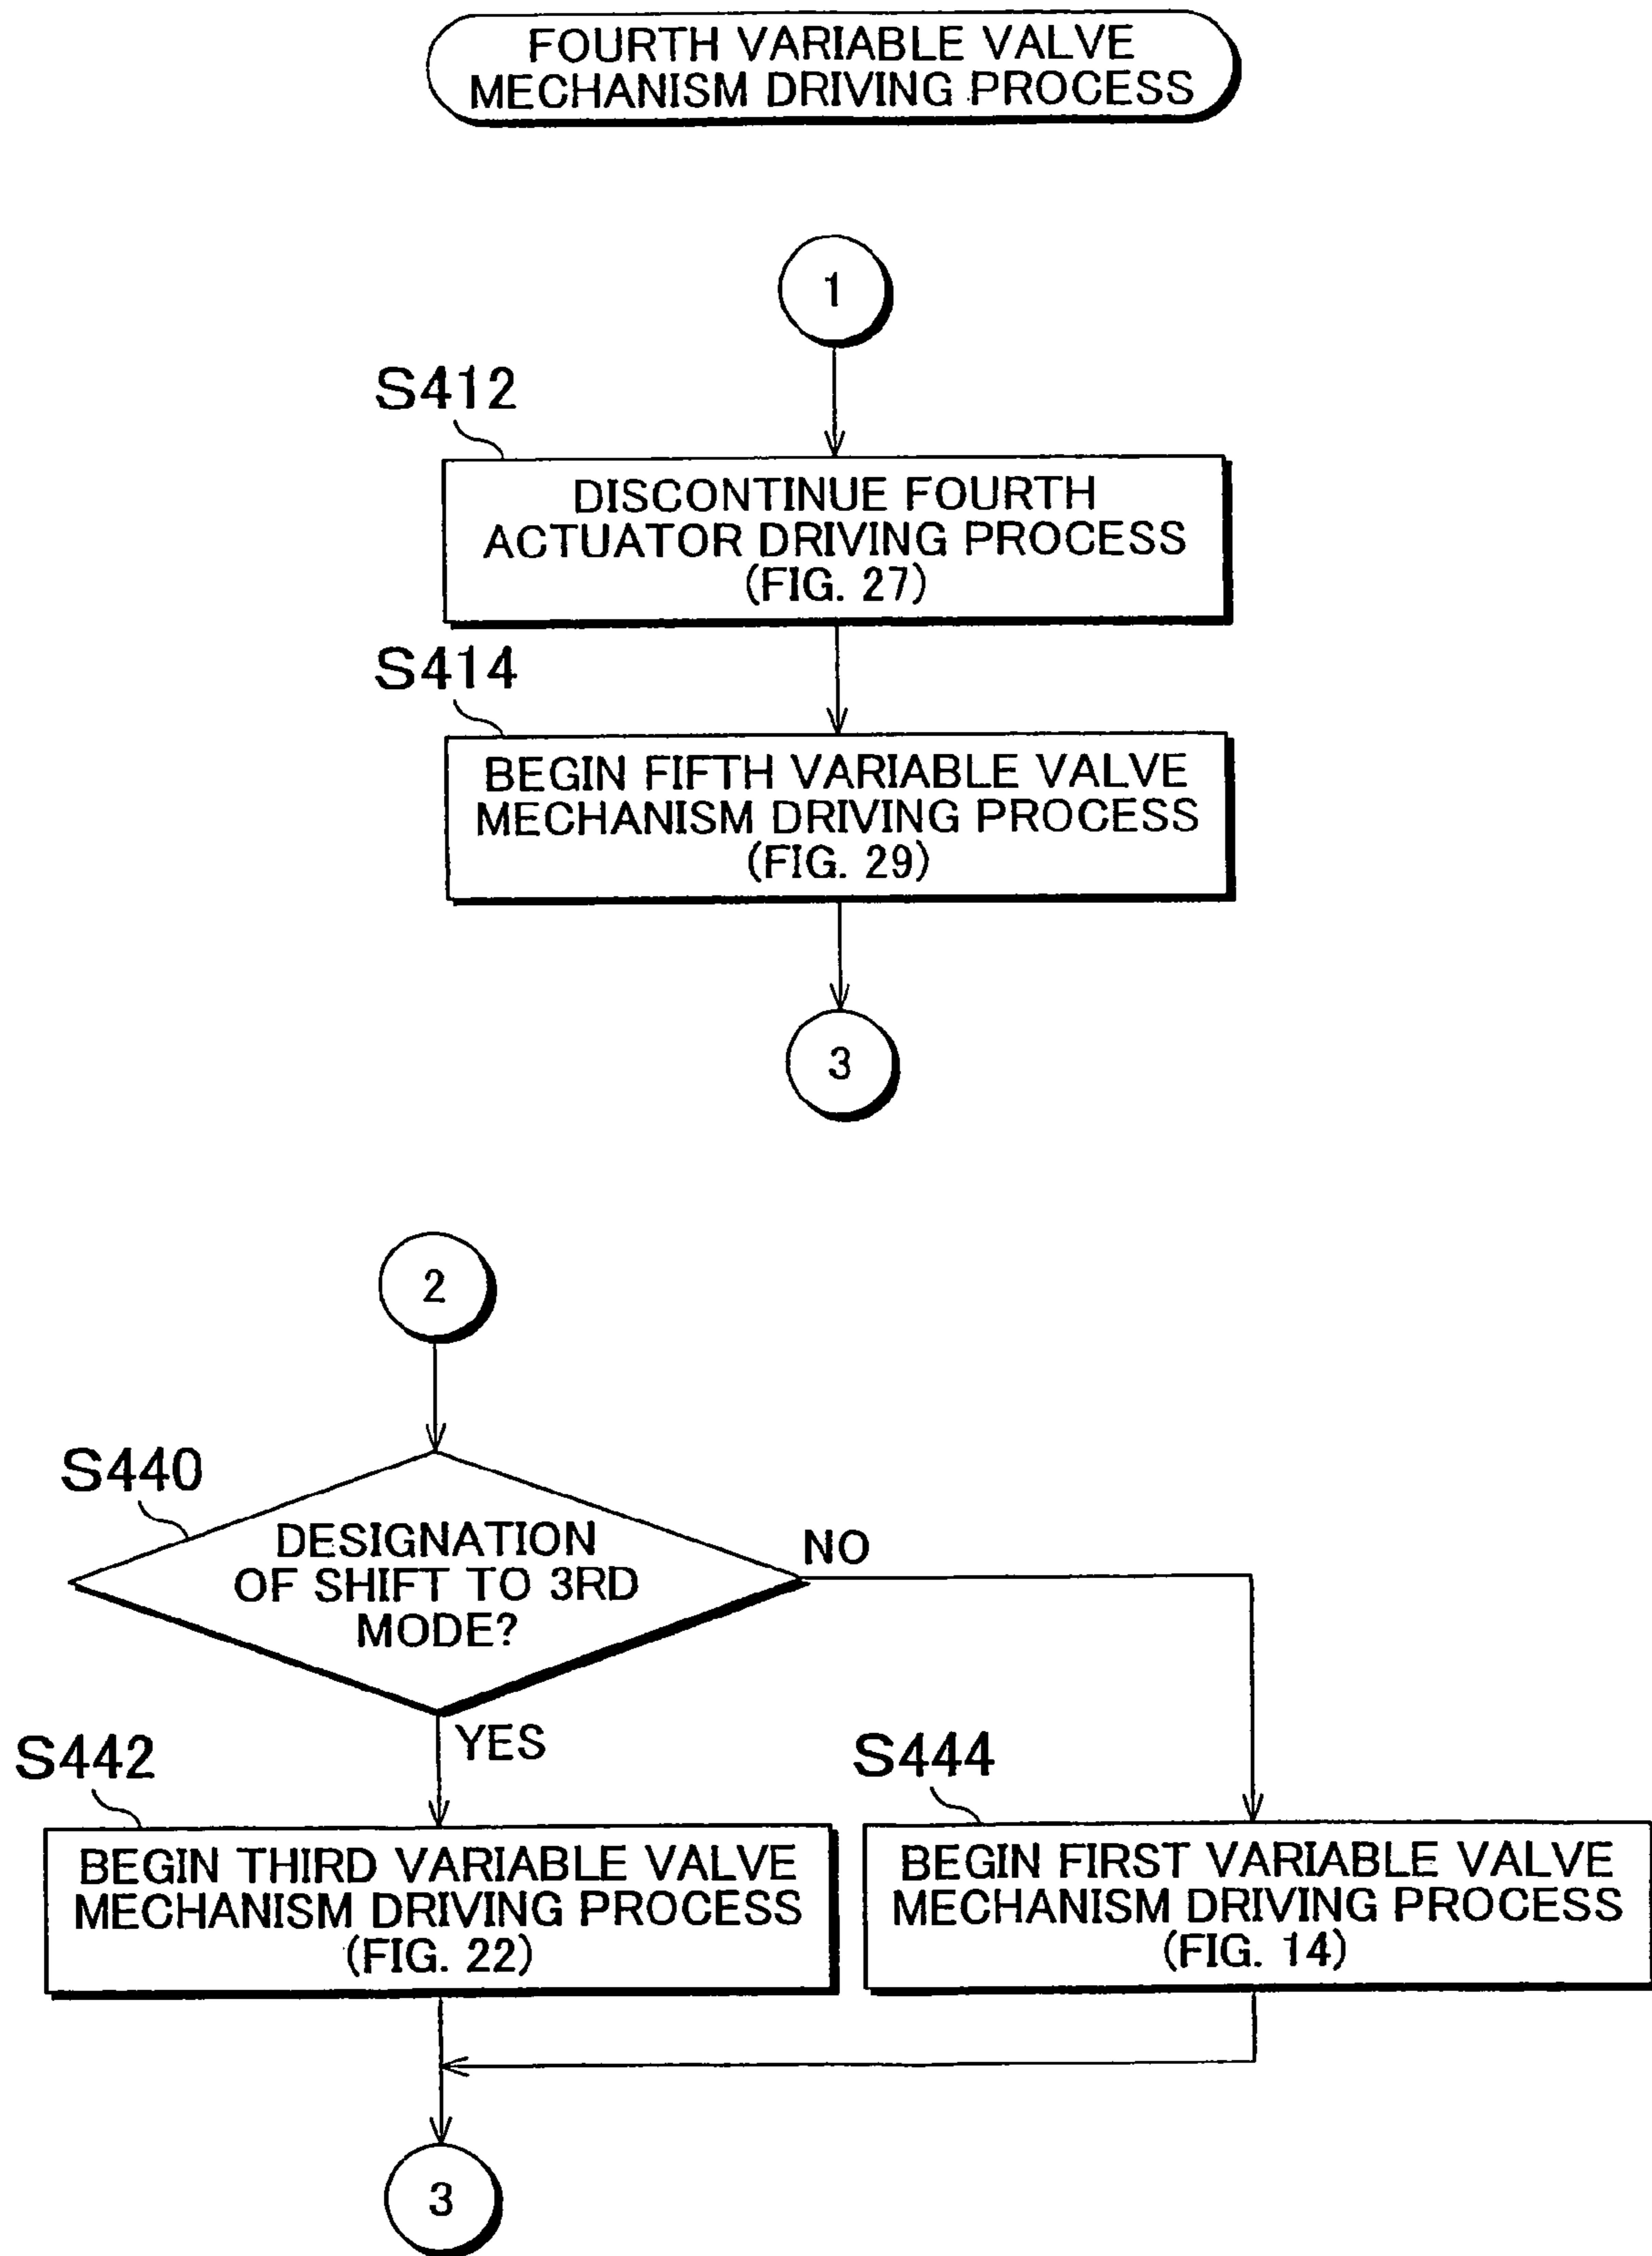 FOURTH VARIABLE VALVE
MECHANISM DRIVING PROCESS
1
S412
DISCONTINUE FOURTH
ACTUATOR DRIVING PROCESS
(FIG. 27)
S414
BEGIN FIFTH VARIABLE VALVE
MECHANISM DRIVING PROCESS
(FIG. 29)
3
2
S440
DESIGNATION
OF SHIFT TO 3RD
MODE?
NO
YES
S442
BEGIN THIRD VARIABLE VALVE
MECHANISM DRIVING PROCESS
(FIG. 22)
S444
BEGIN FIRST VARIABLE VALVE
MECHANISM DRIVING PROCESS
(FIG. 14)
3